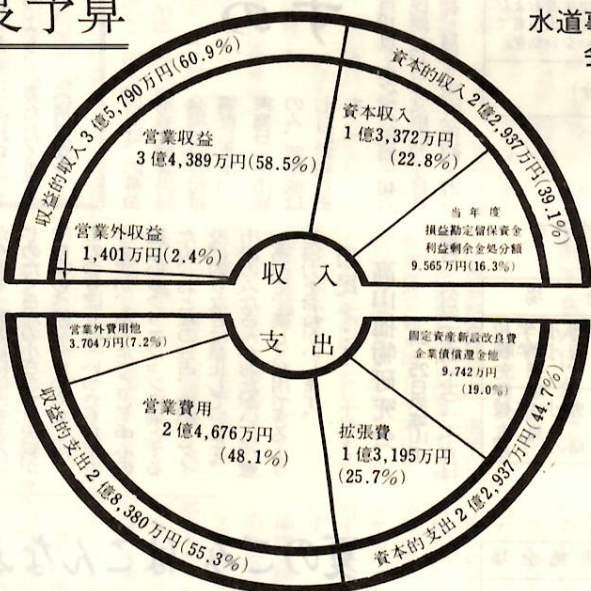 予算
水道事
収益的収入3億5,790万円(60.9%)
資本的収入2億2,937万円(39.1%)
営業収益
3億4,389万円(58.5%)
資本収入
1億3,372万円
(22.8%)
営業外収益
1,401万円(2.4%)
当年度
損益勘定留保資金
利益剰余金処分額
9.565万円(16.3%)
収入
支出
営業外費用他
3.704万円(7.2%)
固定資産新設改良費
企業債償還金他
9.742万円
(19.0%)
営業費用
2億4,676万円
(48.1%)
拡張費
1億3,195万円
(25.7%)
収益的支出2億8,380万円(55.3%)
資本的支出2億2,937万円(44.7%)